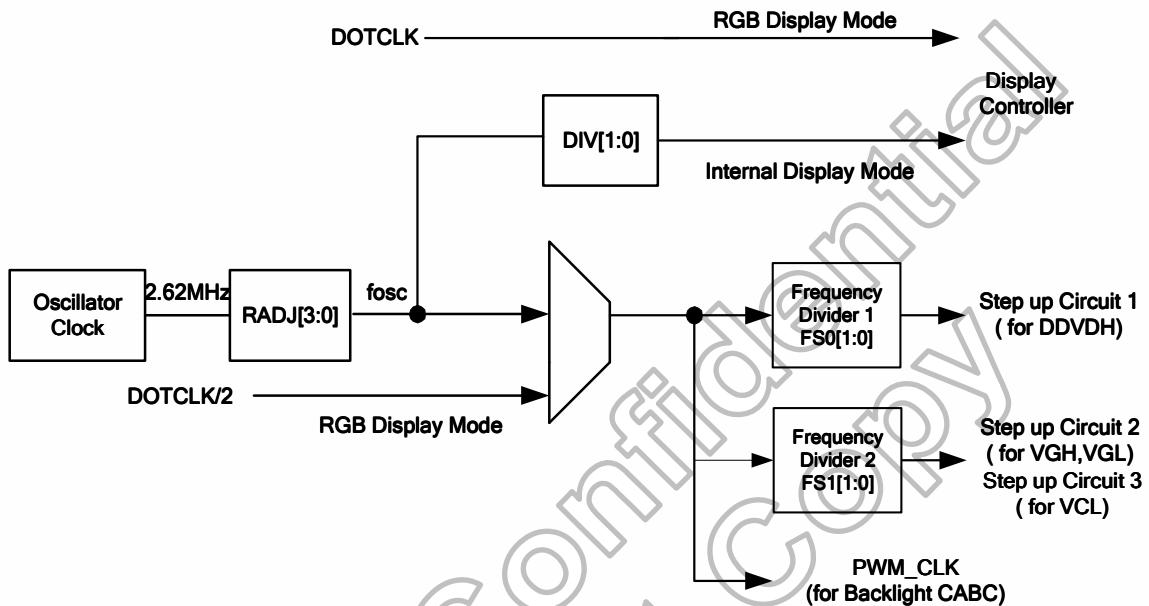 RGB Display Mode
DOTCLK
Display
Controller
DIV[1:0]
Internal Display Mode
Oscillator
Clock
2.62MHz
RADJ[3:0]
fosc
Frequency
Divider 1
FS0[1:0]
Step up Circuit 1
( for DDVDH)
DOTCLK/2
RGB Display Mode
Frequency
Divider 2
FS1[1:0]
Step up Circuit 2
( for VGH,VGL)
Step up Circuit 3
( for VCL)
PWM_CLK
(for Backlight CABC)
Confidential
Copy